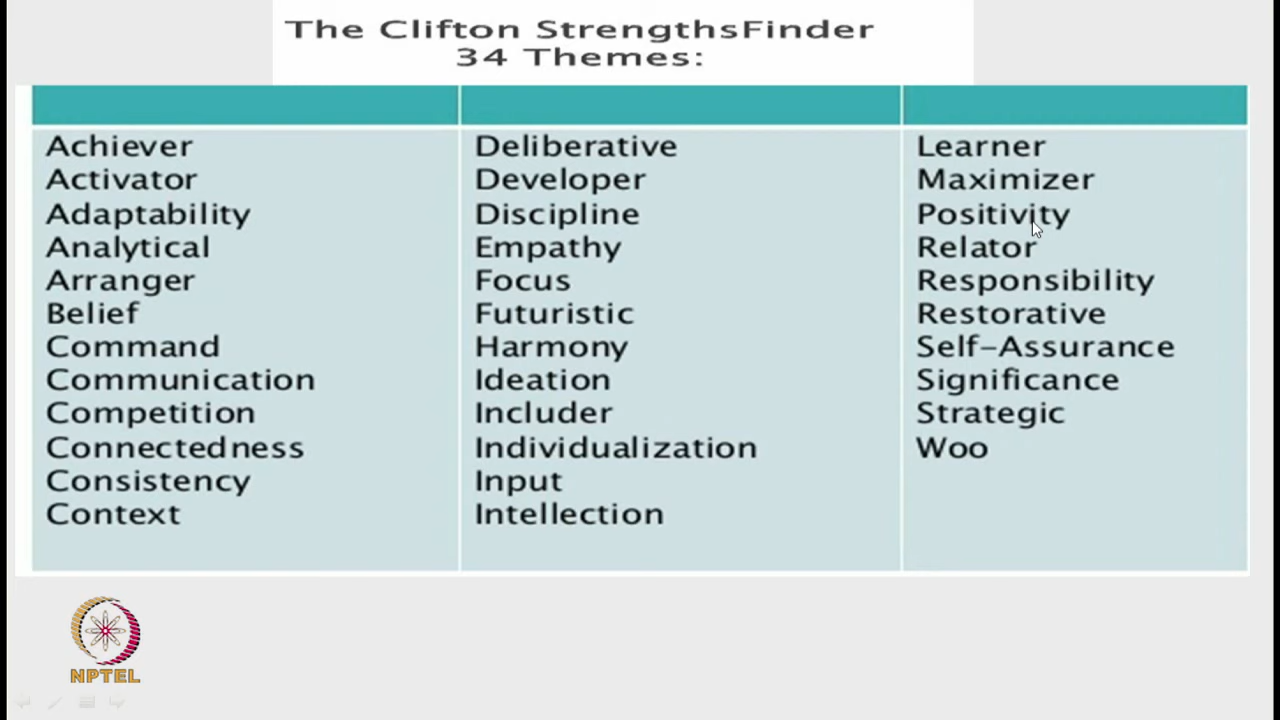 The Clifton StrengthsFinder
34 Themes:
Achiever
Activator
Adaptability
Analytical
Arranger
Belief
Command
Communication
Competition
Connectedness
Consistency
Context
Deliberative
Developer
Discipline
Empathy
Focus
Futuristic
Harmony
Ideation
Includer
Individualization
Input
Intellection
Learner
Maximizer
Positivity
Relator
Responsibility
Restorative
Self-Assurance
Significance
Strategic
Woo
NPTEL